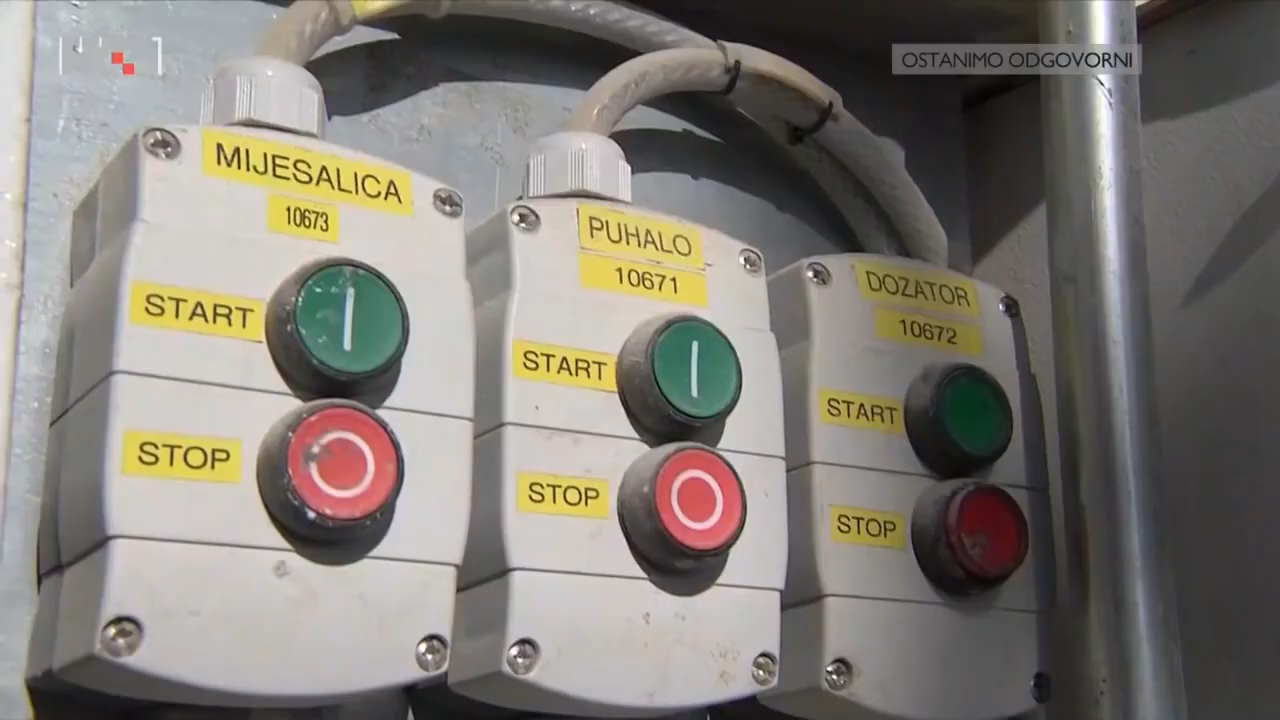 OSTANIMO ODGOVORNI
MIJESALICA
10673
START
STOP
PUHALO
10671
START
STOP
DOZATOR
10672
START
STOP